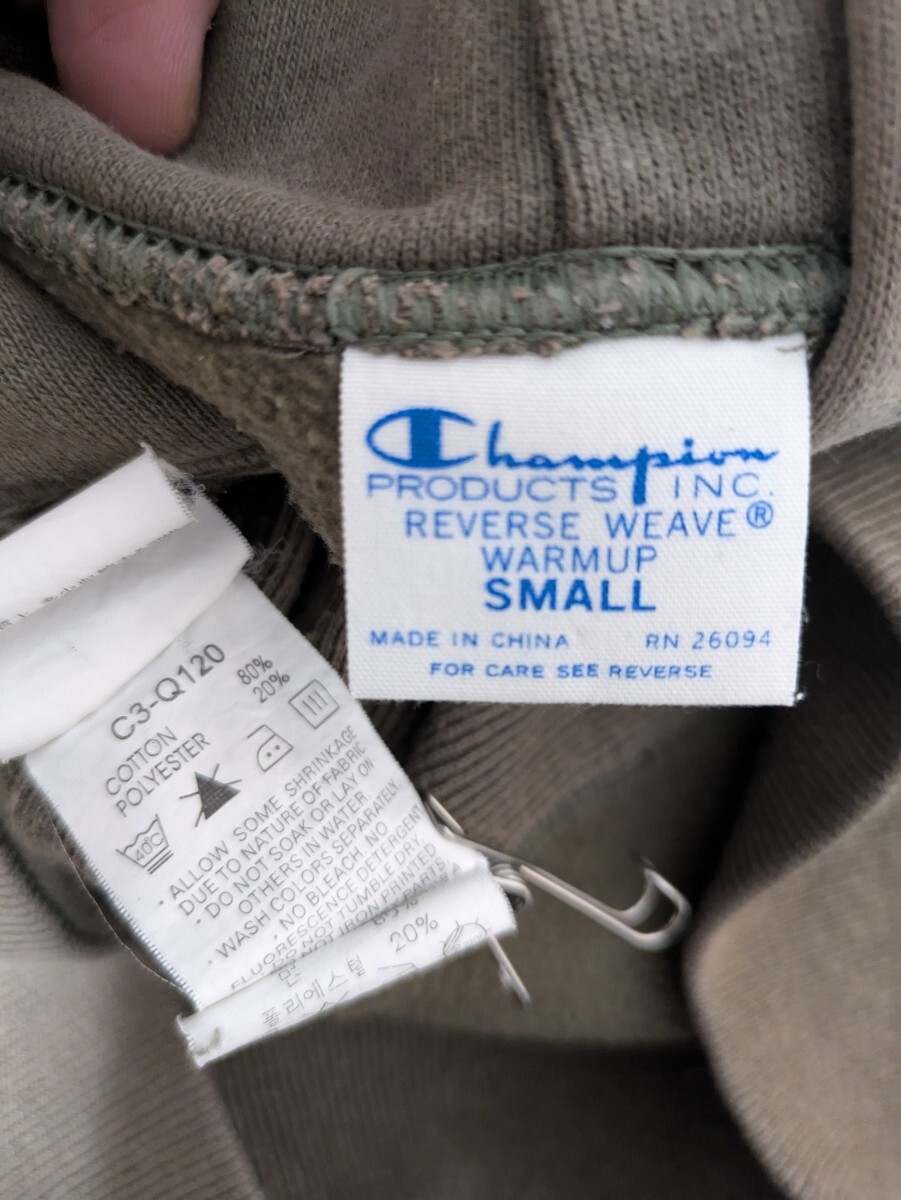 Champion
PRODUCTS INC.
REVERSE WEAVE®
WARMUP
SMALL
MADE IN CHINA RN 26094
FOR CARE SEE REVERSE
C3-Q120
COTTON 80%
POLYESTER 20%
40°C
· ALLOW SOME SHRINKAGE
DUE TO NATURE OF FABRIC
· DO NOT SOAK OR LAY ON
OTHERS IN WATER
· WASH COLORS SEPARATELY
· NO BLEACH NO
FLUORESCENCE DETERGENT
DO NOT TUMBLE DRY
DO NOT IRON PRINTED
PARTS
면
폴리에스텔 20%